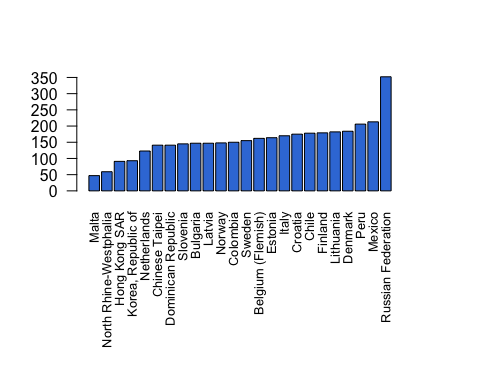 350
300
250
200
150
100
50
0
Malta
North Rhine-Westphalia
Hong Kong SAR
Korea, Republic of
Netherlands
Chinese Taipei
Dominican Republic
Slovenia
Bulgaria
Latvia
Norway
Colombia
Sweden
Belgium (Flemish)
Estonia
Italy
Croatia
Chile
Finland
Lithuania
Denmark
Peru
Mexico
Russian Federation